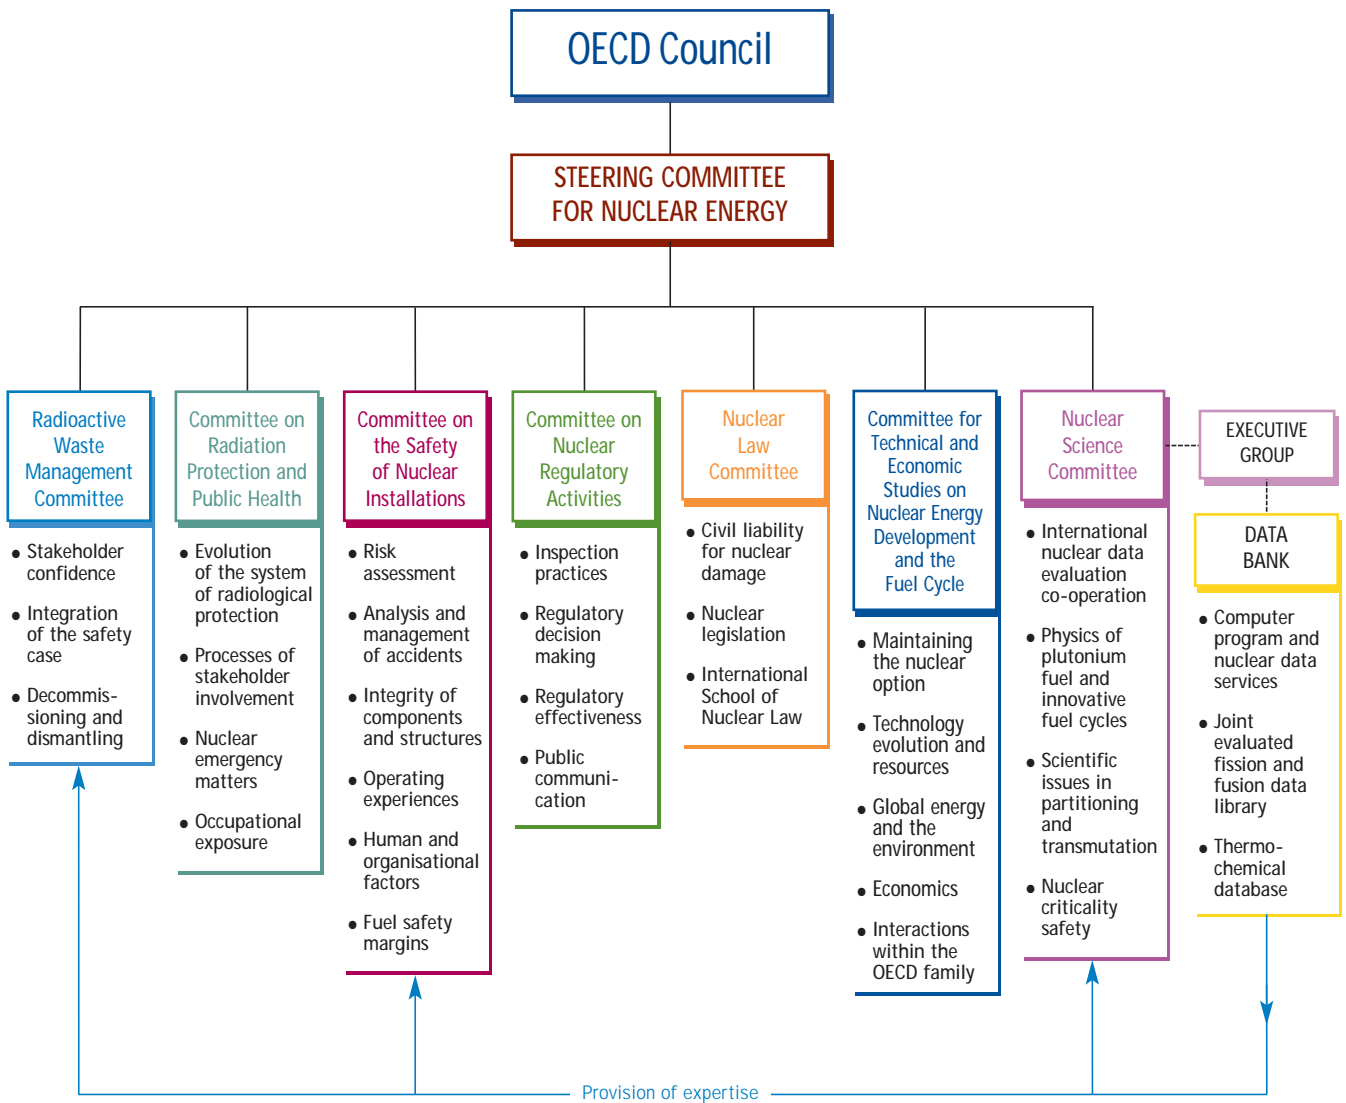 OECD Council
STEERING COMMITTEE
FOR NUCLEAR ENERGY
Radioactive
Waste
Management
Committee
• Stakeholder
confidence
• Integration
of the safety
case
• Decommis-
sioning and
dismantling
Committee on
Radiation
Protection and
Public Health
• Evolution
of the system
of radiological
protection
• Processes of
stakeholder
involvement
• Nuclear
emergency
matters
• Occupational
exposure
Committee on
the Safety
of Nuclear
Installations
• Risk
assessment
• Analysis and
management
of accidents
• Integrity of
components
and structures
• Operating
experiences
• Human and
organisational
factors
• Fuel safety
margins
Committee on
Nuclear
Regulatory
Activities
• Inspection
practices
• Regulatory
decision
making
• Regulatory
effectiveness
• Public
communi-
cation
Nuclear
Law
Committee
• Civil liability
for nuclear
damage
• Nuclear
legislation
• International
School of
Nuclear Law
Committee for
Technical and
Economic
Studies on
Nuclear Energy
Development
and the
Fuel Cycle
• Maintaining
the nuclear
option
• Technology
evolution and
resources
• Global energy
and the
environment
• Economics
• Interactions
within the
OECD family
Nuclear
Science
Committee
• International
nuclear data
evaluation
co-operation
• Physics of
plutonium
fuel and
innovative
fuel cycles
• Scientific
issues in
partitioning
and
transmutation
• Nuclear
criticality
safety
EXECUTIVE
GROUP
DATA
BANK
• Computer
program and
nuclear data
services
• Joint
evaluated
fission and
fusion data
library
• Thermo-
chemical
database
Provision of expertise